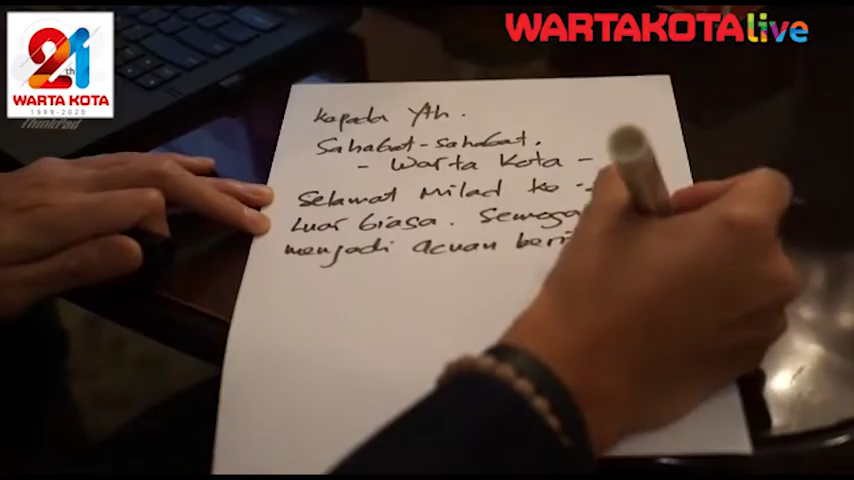 21th
WARTA KOTA
1999-2020
ThinkPad
WARTAKOTAlive
Kepada Yth.
Sahabat-sahabat.
- Warta Kota -
Selamat Milad ke :-
Luar biasa. Semoga
menjadi acuan beri